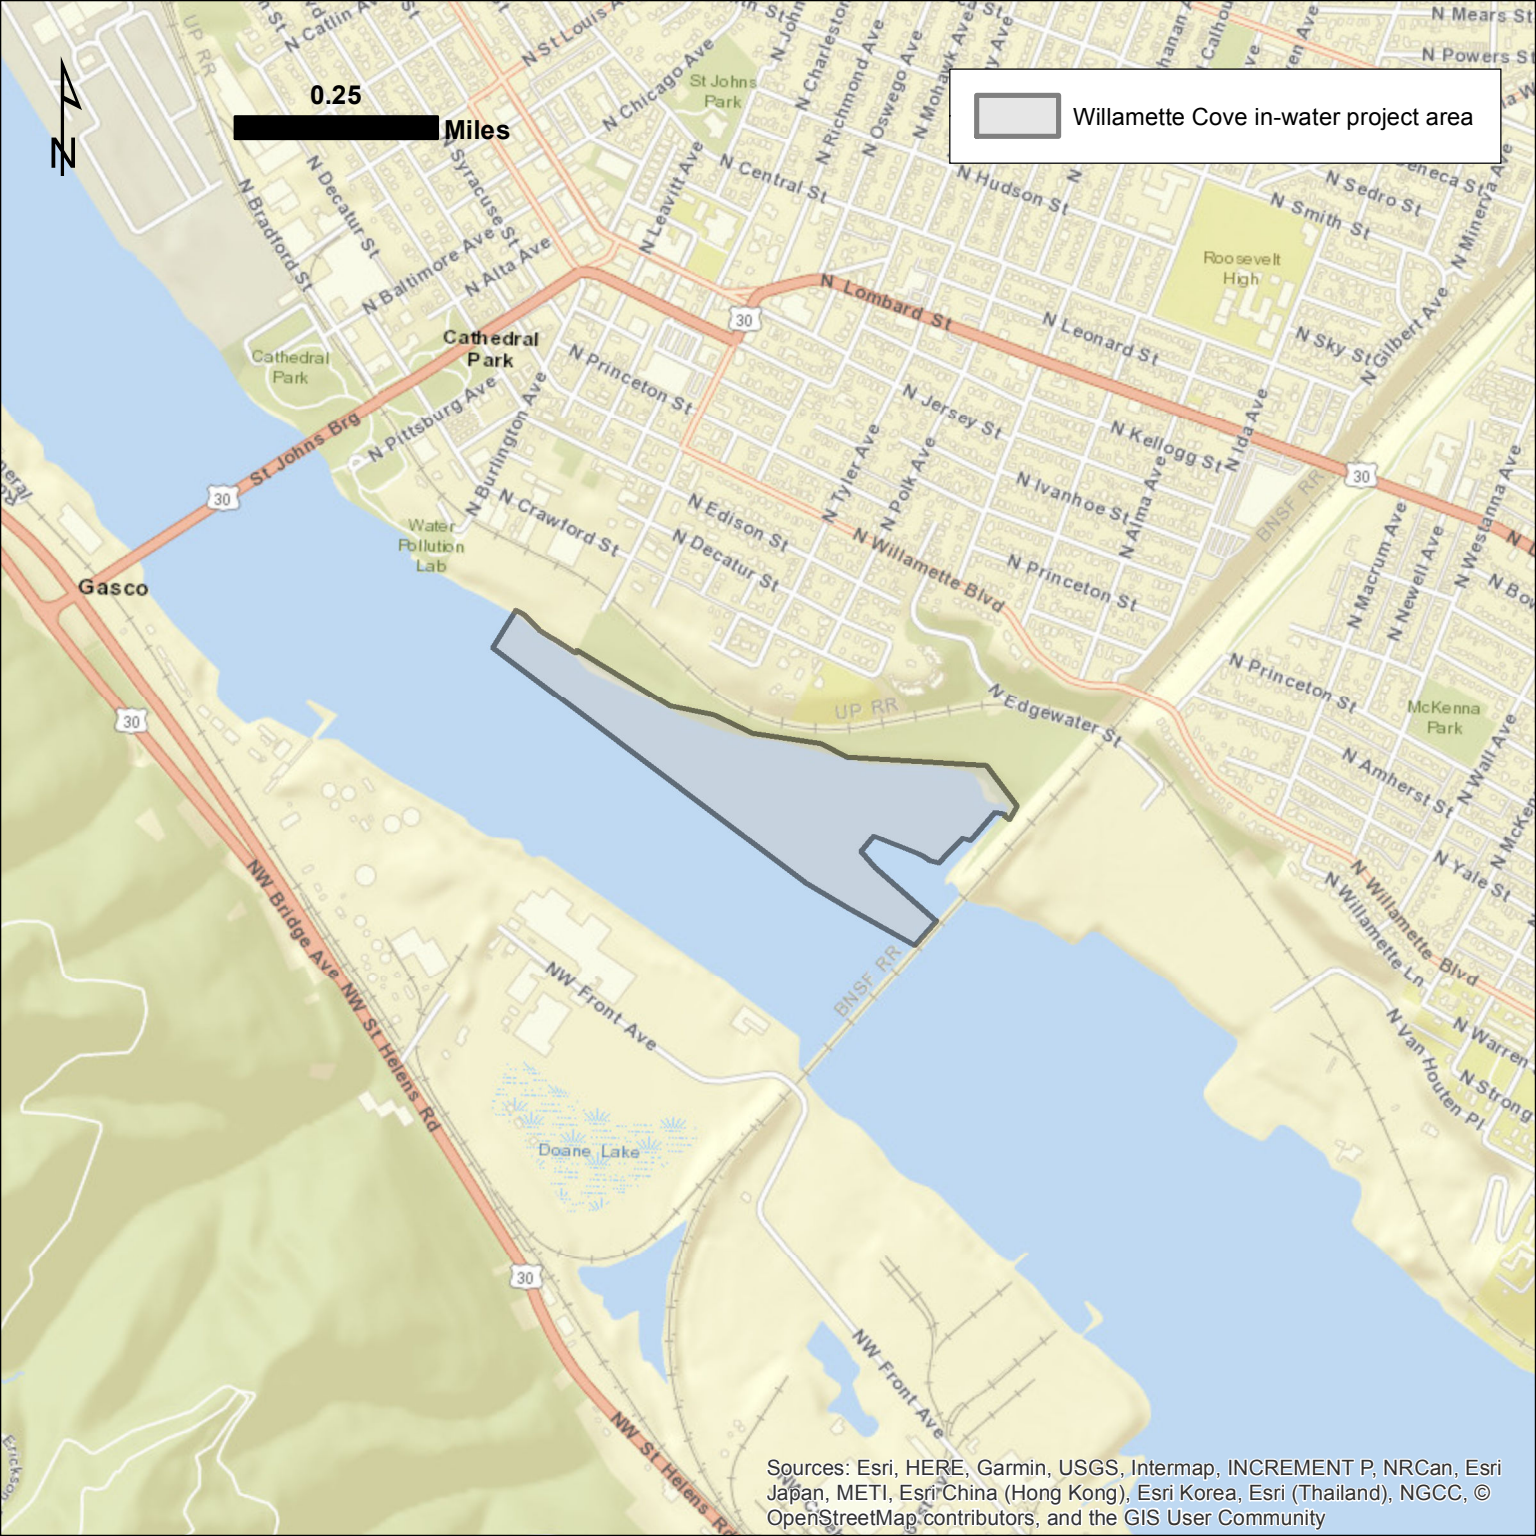 0.25
Miles
N
Willamette Cove in-water project area
UP RR
N Catlin
N St Louis
N Chicago Ave
St Johns
Park
N Charleston
N Richmond Ave
N Oswego Ave
N Mohawk Ave
N Mears St
N Powers St
N Decatur St
N Bradford St
N Syracuse St
N Baltimore Ave
N Alta Ave
N Leavitt Ave
N Central St
N Hudson St
Seneca St
N Sedro St
N Smith St
N Minerva Ave
Roosevelt
High
30
N Lombard St
N Leonard St
N Sky St
N Gilbert Ave
Cathedral
Park
Cathedral
Park
N Princeton St
N Jersey St
N Kellogg St
N Ida Ave
30
St Johns Brg
30
N Pittsburg Ave
N Burlington Ave
N Tyler Ave
N Polk Ave
N Ivanhoe St
N Alma Ave
BNSF RR
N Crawford St
N Edison St
N Decatur St
N Willamette Blvd
N Princeton St
N Macrum Ave
N Newell Ave
N Westanna Ave
Water
Pollution
Lab
Gasco
30
UP RR
N Edgewater St
N Princeton St
McKenna
Park
N Wall Ave
N Amherst St
N Yale St
N Willamette Blvd
N Willamette Ln
N Van Houten Pl
N Warren
N Strong
NW Bridge Ave
NW St Helens Rd
NW Front Ave
BNSF RR
Doane Lake
30
NW Front Ave
NW St Helens Rd
Sources: Esri, HERE, Garmin, USGS, Intermap, INCREMENT P, NRCan, Esri
Japan, METI, Esri China (Hong Kong), Esri Korea, Esri (Thailand), NGCC, ©
OpenStreetMap contributors, and the GIS User Community